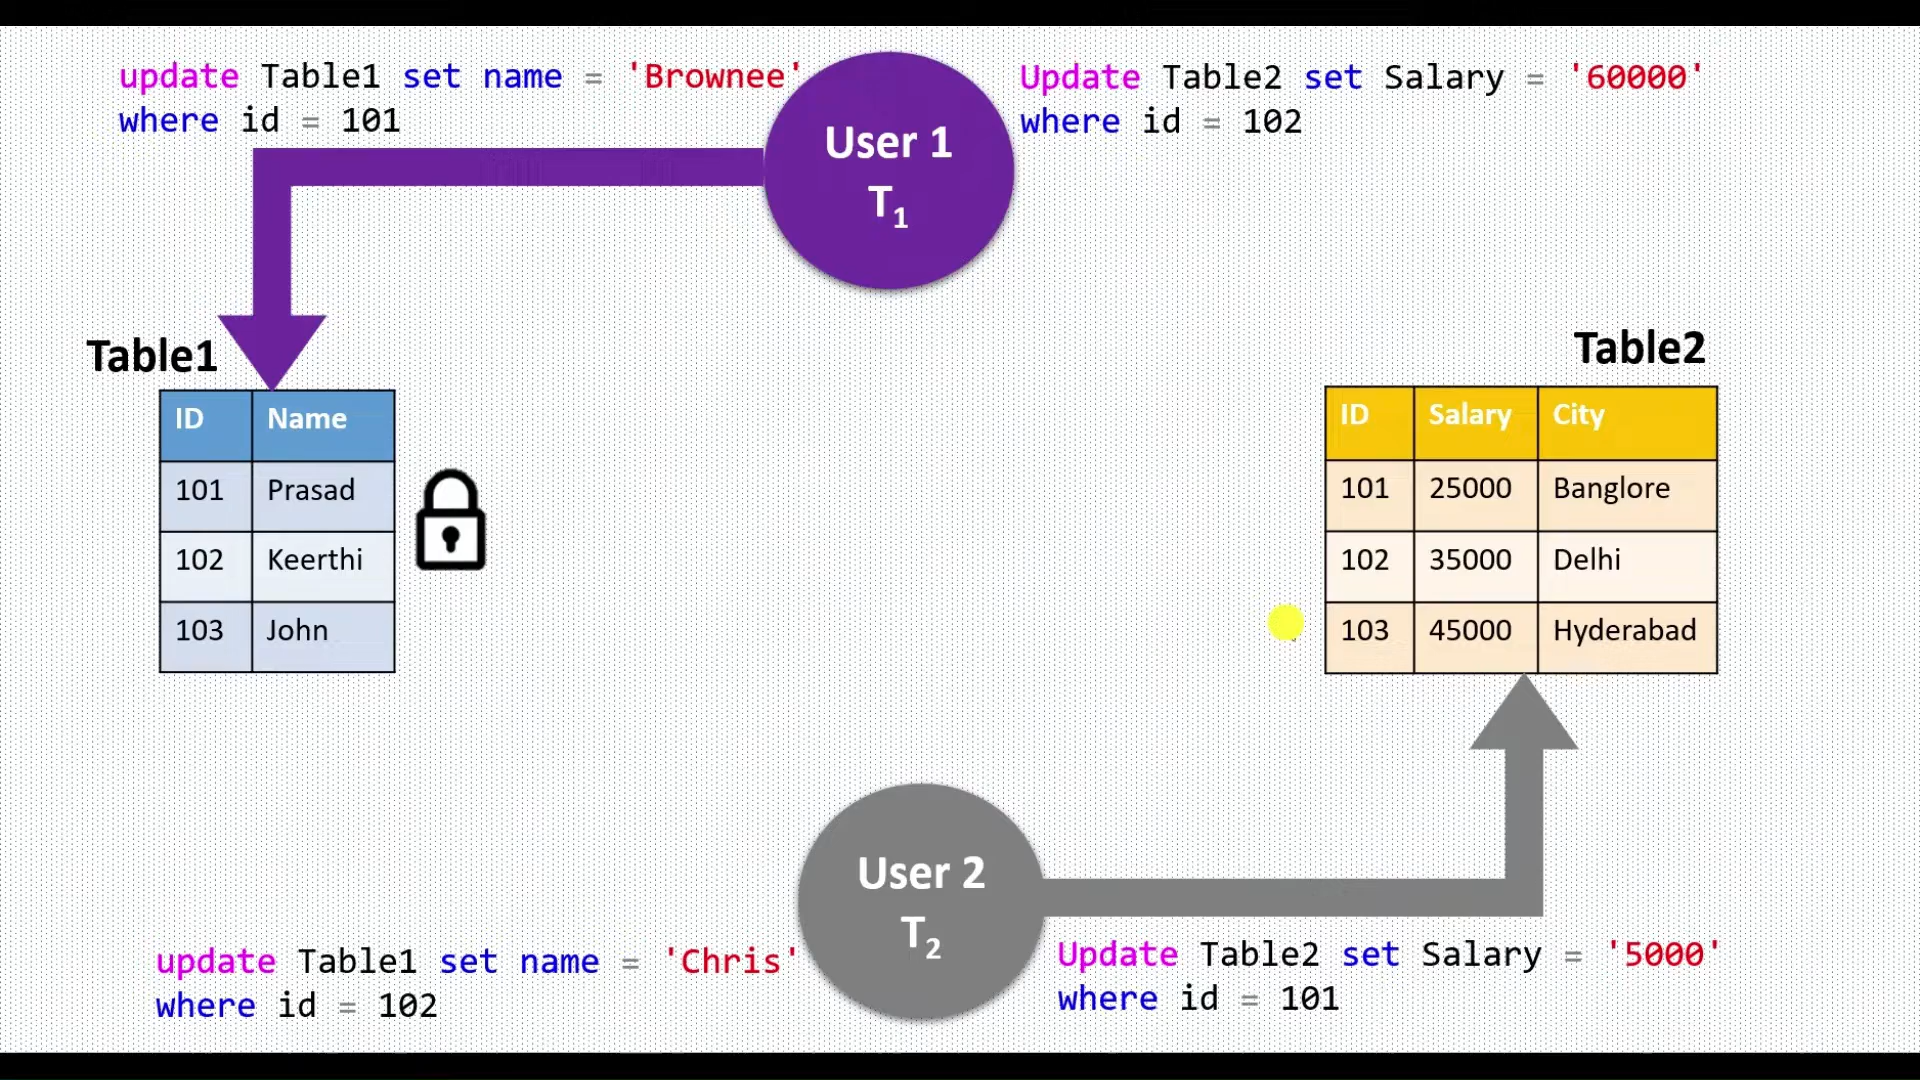 update Table1 set name = 'Brownee'
where id = 101
User 1
T1
Update Table2 set Salary = '60000'
where id = 102
Table1
ID Name
101 Prasad
102 Keerthi
103 John
Table2
ID Salary City
101 25000 Banglore
102 35000 Delhi
103 45000 Hyderabad
User 2
T2
update Table1 set name = 'Chris'
where id = 102
Update Table2 set Salary = '5000'
where id = 101